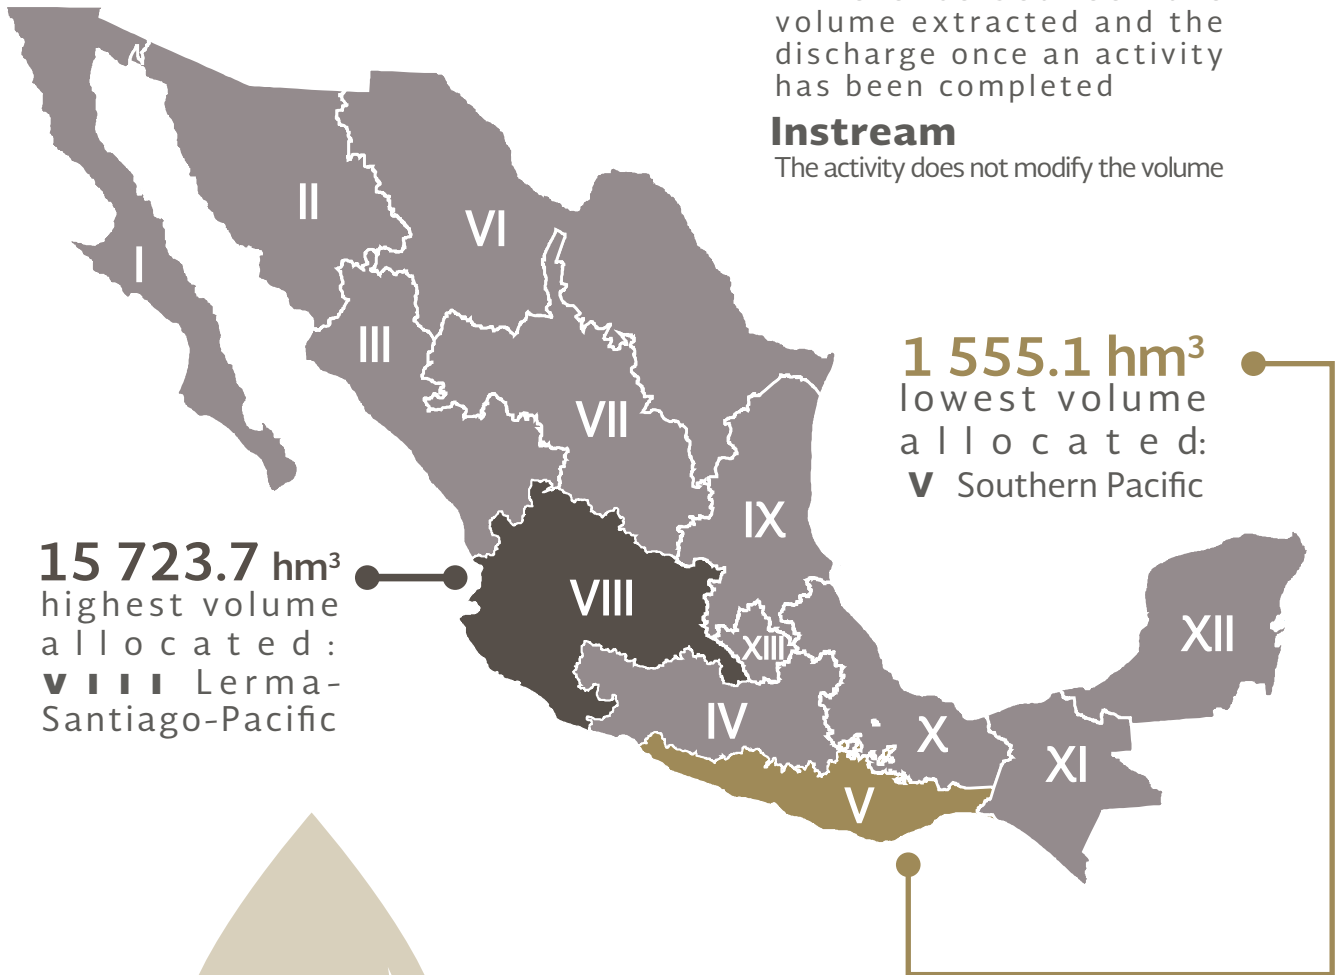 volume extracted and the
discharge once an activity
has been completed
Instream
The activity does not modify the volume
I
II
III
VI
VII
1 555.1 hm³
lowest volume
allocated:
V Southern Pacific
IX
15 723.7 hm³
highest volume
allocated:
VIII Lerma-
Santiago-Pacific
VIII
XIII
XII
IV
X
XI
V